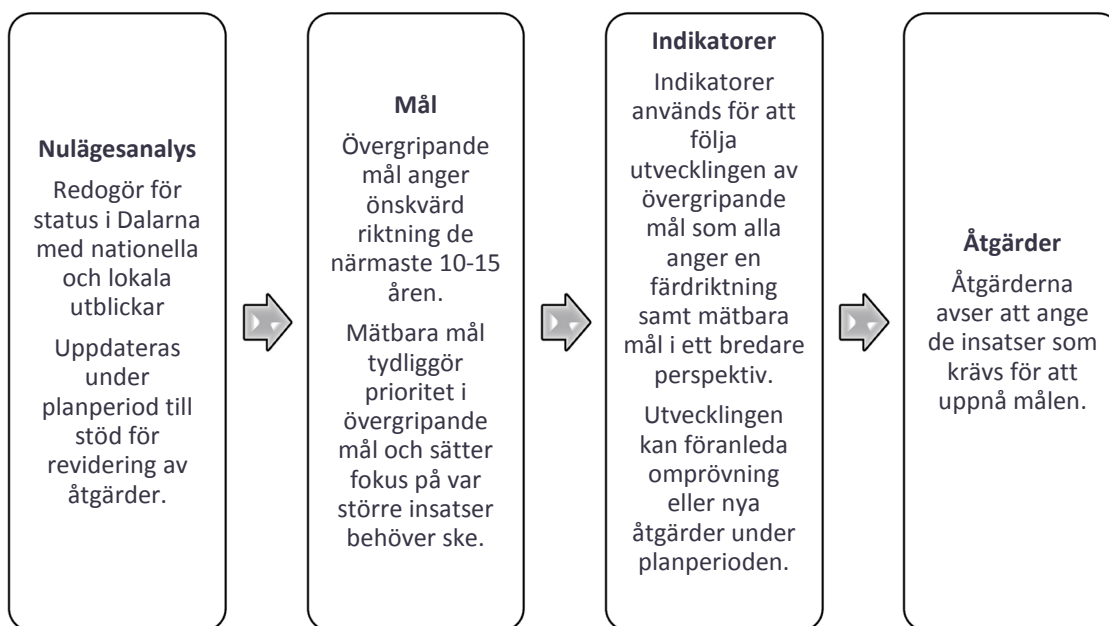 Nulägesanalys
Redogör för
status i Dalarna
med nationella
och lokala
utblickar
Uppdateras
under
planperiod till
stöd för
revidering av
åtgärder.
Mål
Övergripande
mål anger
önskvärd
riktning de
närmaste 10-15
åren.
Mätbara mål
tydliggör
prioritet i
övergripande
mål och sätter
fokus på var
större insatser
behöver ske.
Indikatorer
Indikatorer
används för att
följa
utvecklingen av
övergripande
mål som alla
anger en
färdriktning
samt mätbara
mål i ett bredare
perspektiv.
Utvecklingen
kan föranleda
omprövning
eller nya
åtgärder under
planperioden.
Åtgärder
Åtgärderna
avser att ange
de insatser som
krävs för att
uppnå målen.